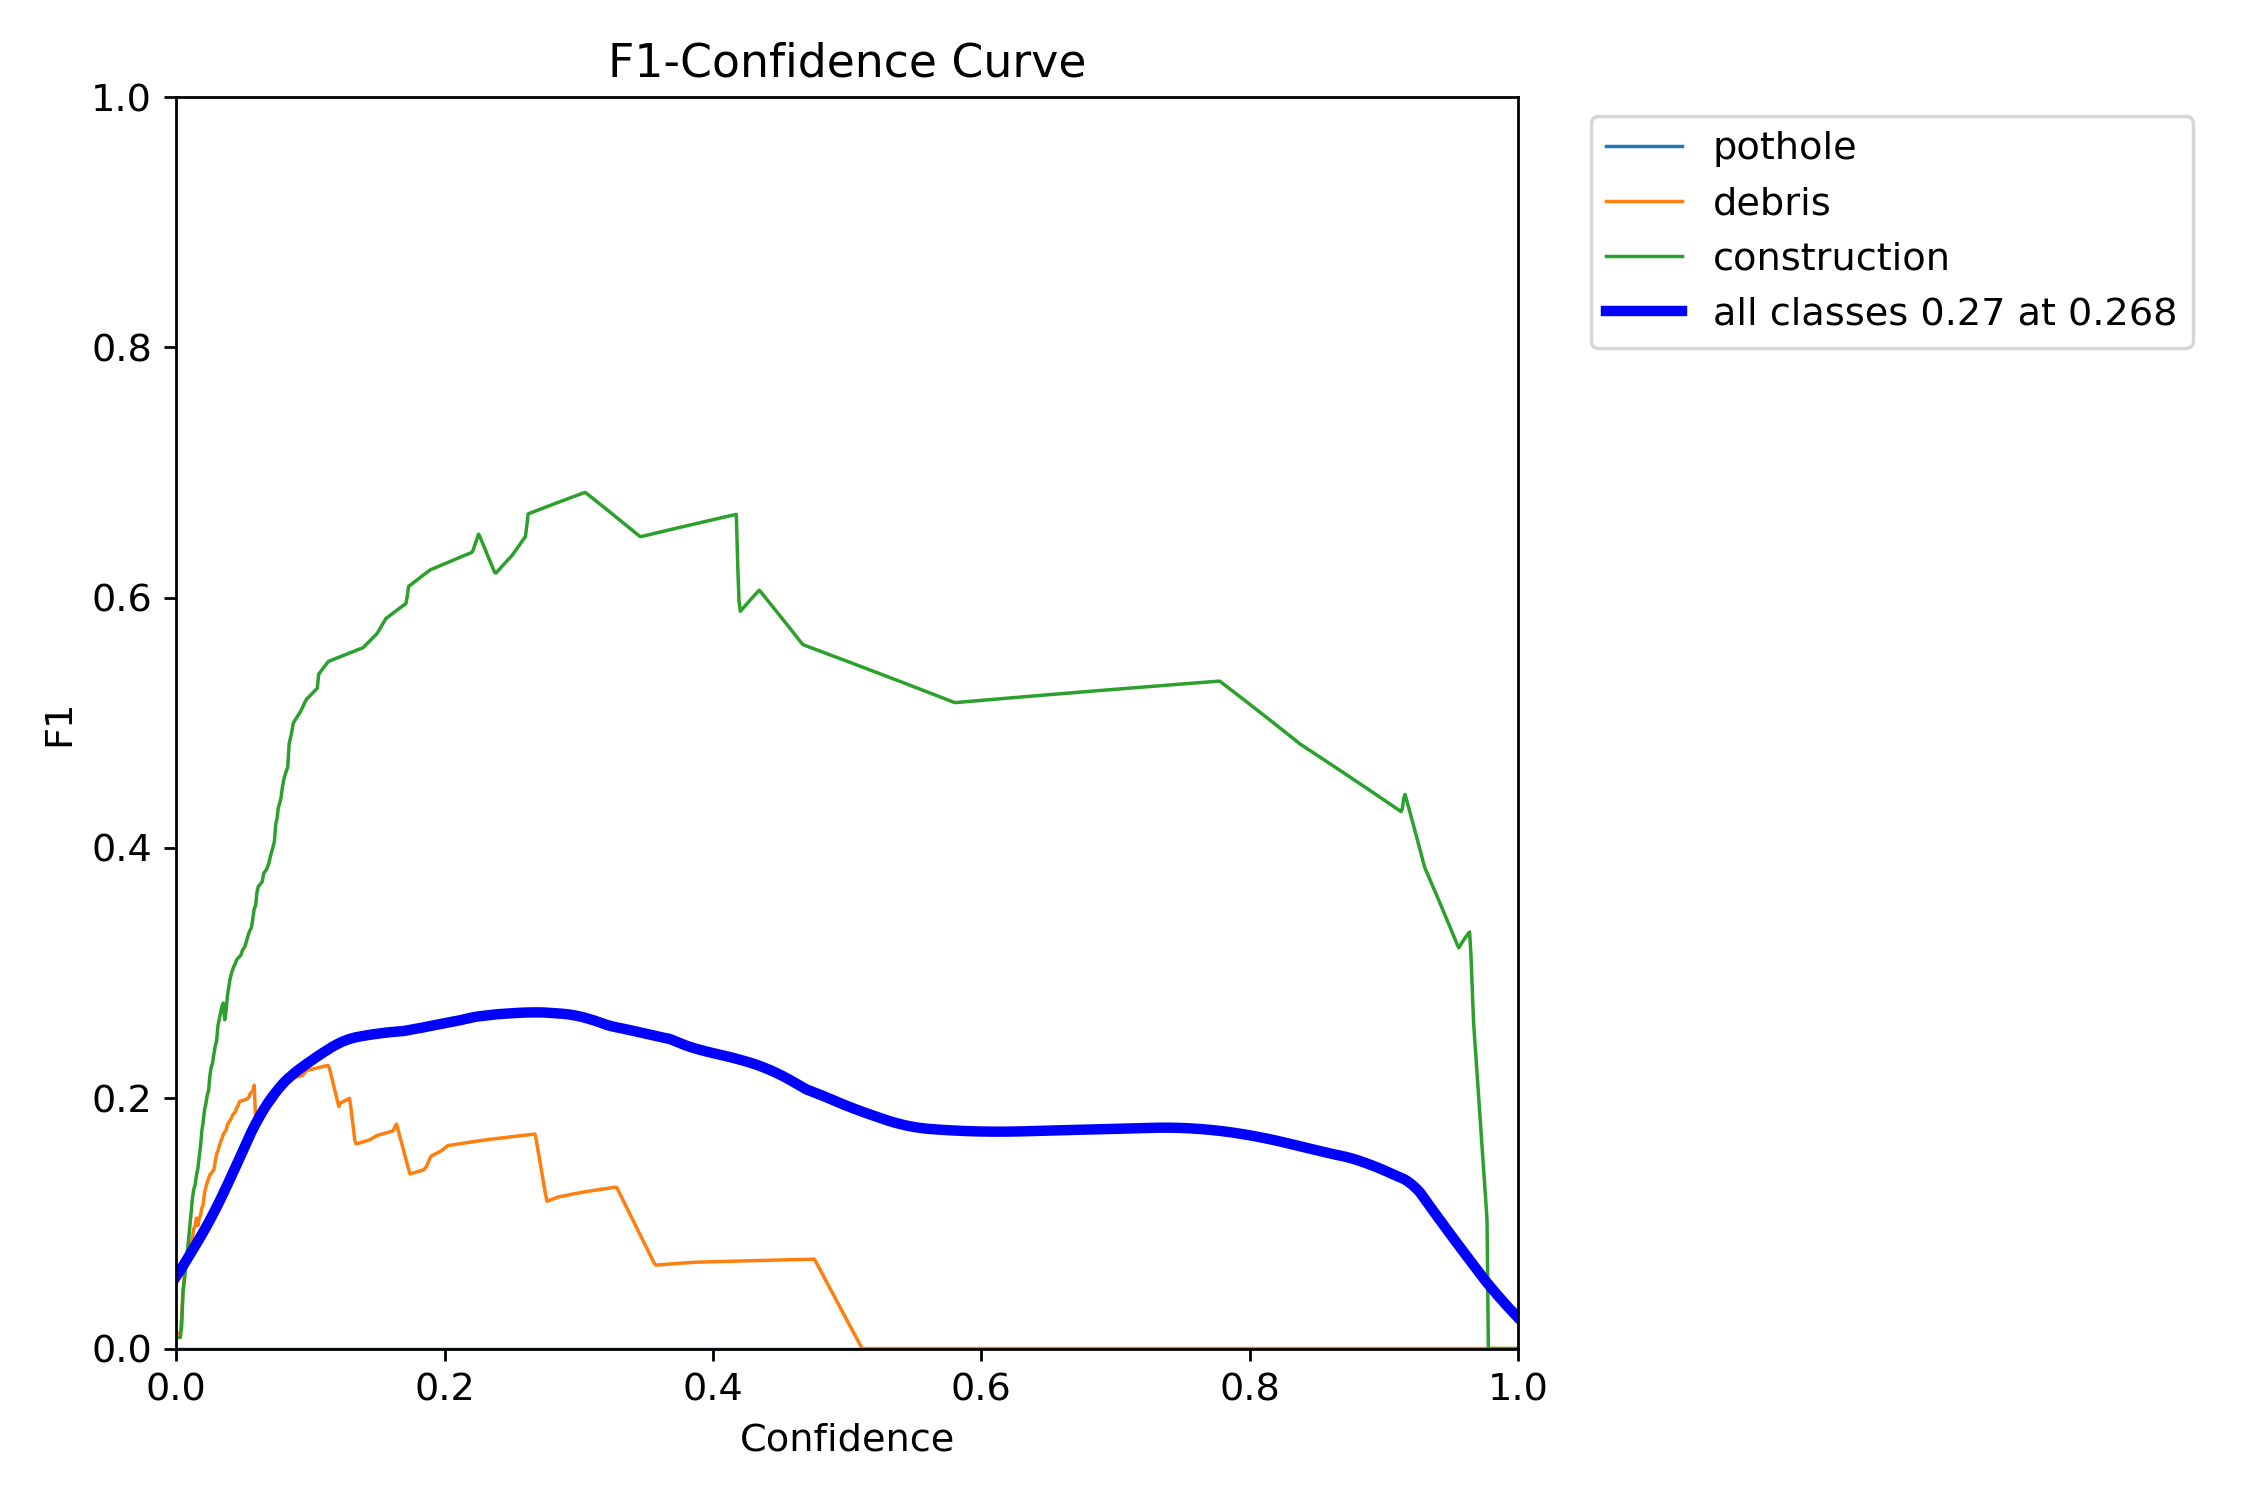 F1-Confidence Curve
1.0
0.8
0.6
0.4
0.2
0.0
F1
0.0 0.2 0.4 0.6 0.8 1.0
Confidence
pothole
debris
construction
all classes 0.27 at 0.268